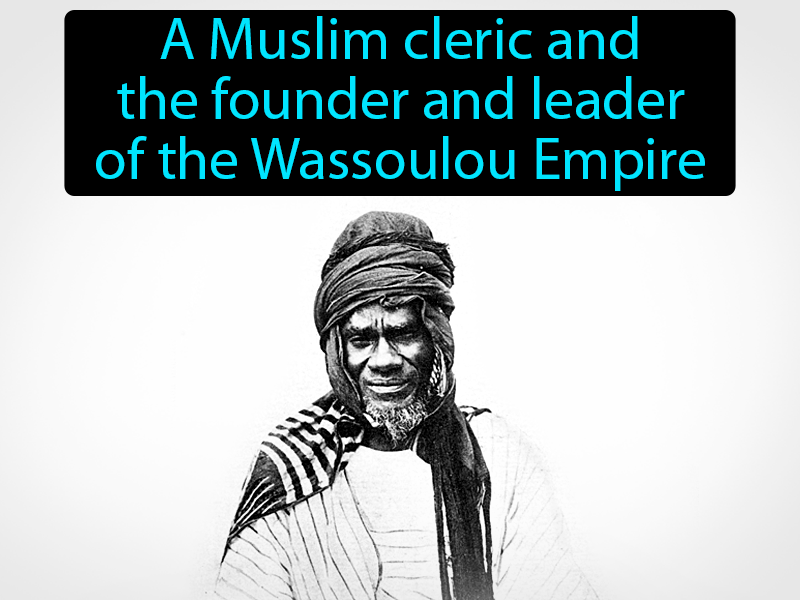 A Muslim cleric and
the founder and leader
of the Wassoulou Empire